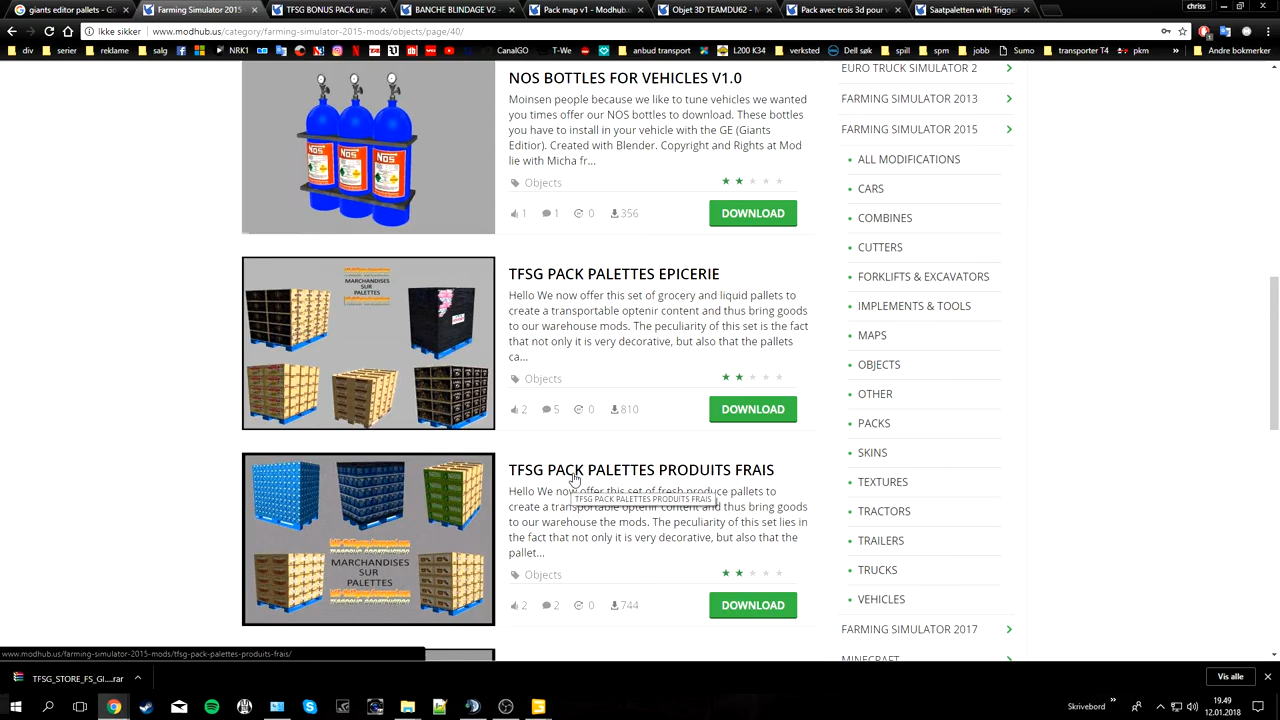 giants editor pallets - Go
Farming Simulator 2015
TFSG BONUS PACK unzip
BANCHE BLINDAGE V2 -
Pack map v1 - Modhub.u
Objet 3D TEAMDU62 - M
Pack avec trois 3d pour v
Saatpaletten with Trigge
chriss
Ikke sikker
www.modhub.us/category/farming-simulator-2015-mods/objects/page/40/
div
serier
reklamer
salg
NRK1
CanalGO
T-We
anbud transport
L200 K34
verksted
Dell søk
spill
spm
jobb
Sumo
transporter T4
pkm
»
Andre bokmerker
NOS BOTTLES FOR VEHICLES V1.0
Moinsen people because we like to tune vehicles we wanted
you times offer our NOS bottles to download. These bottles
you have to install in your vehicle with the GE (Giants
Edition). Created with Blender. Copyright and Rights at Mod
lie with Micha fr...
Objects
1
1
0
356
DOWNLOAD
NOS
NOS
NOS
TFSG PACK PALETTES EPICERIE
Hello We now offer this set of grocery and liquid pallets to
create a transportable optenir content and thus bring goods
to our warehouse mods. The peculiarity of this set is the fact
that not only it is very decorative, but also that the pallets
ca...
Objects
2
5
0
810
DOWNLOAD
MARCHANDISES
SUR
PALETTES
TFSG PACK PALETTES PRODUITS FRAIS
Hello We now offer this set of fresh produce pallets to
TFSG PACK PALETTES PRODUITS FRAIS
create a transportable optenir content and thus bring goods
to our warehouse the mods. The peculiarity of this set lies in
the fact that not only it is very decorative, but also that the
pallet...
Objects
2
2
0
744
DOWNLOAD
MARCHANDISES
SUR
PALETTES
EURO TRUCK SIMULATOR 2
FARMING SIMULATOR 2013
FARMING SIMULATOR 2015
ALL MODIFICATIONS
CARS
COMBINES
CUTTERS
FORKLIFTS & EXCAVATORS
IMPLEMENTS & TOOLS
MAPS
OBJECTS
OTHER
PACKS
SKINS
TEXTURES
TRACTORS
TRAILERS
TRUCKS
VEHICLES
FARMING SIMULATOR 2017
MINECRAFT
www.modhub.us/farming-simulator-2015-mods/tfsg-pack-palettes-produits-frais/
TFSG_STORE_FS_GI....rar
Vis alle
Skrivebord
»
19.49
12.01.2018